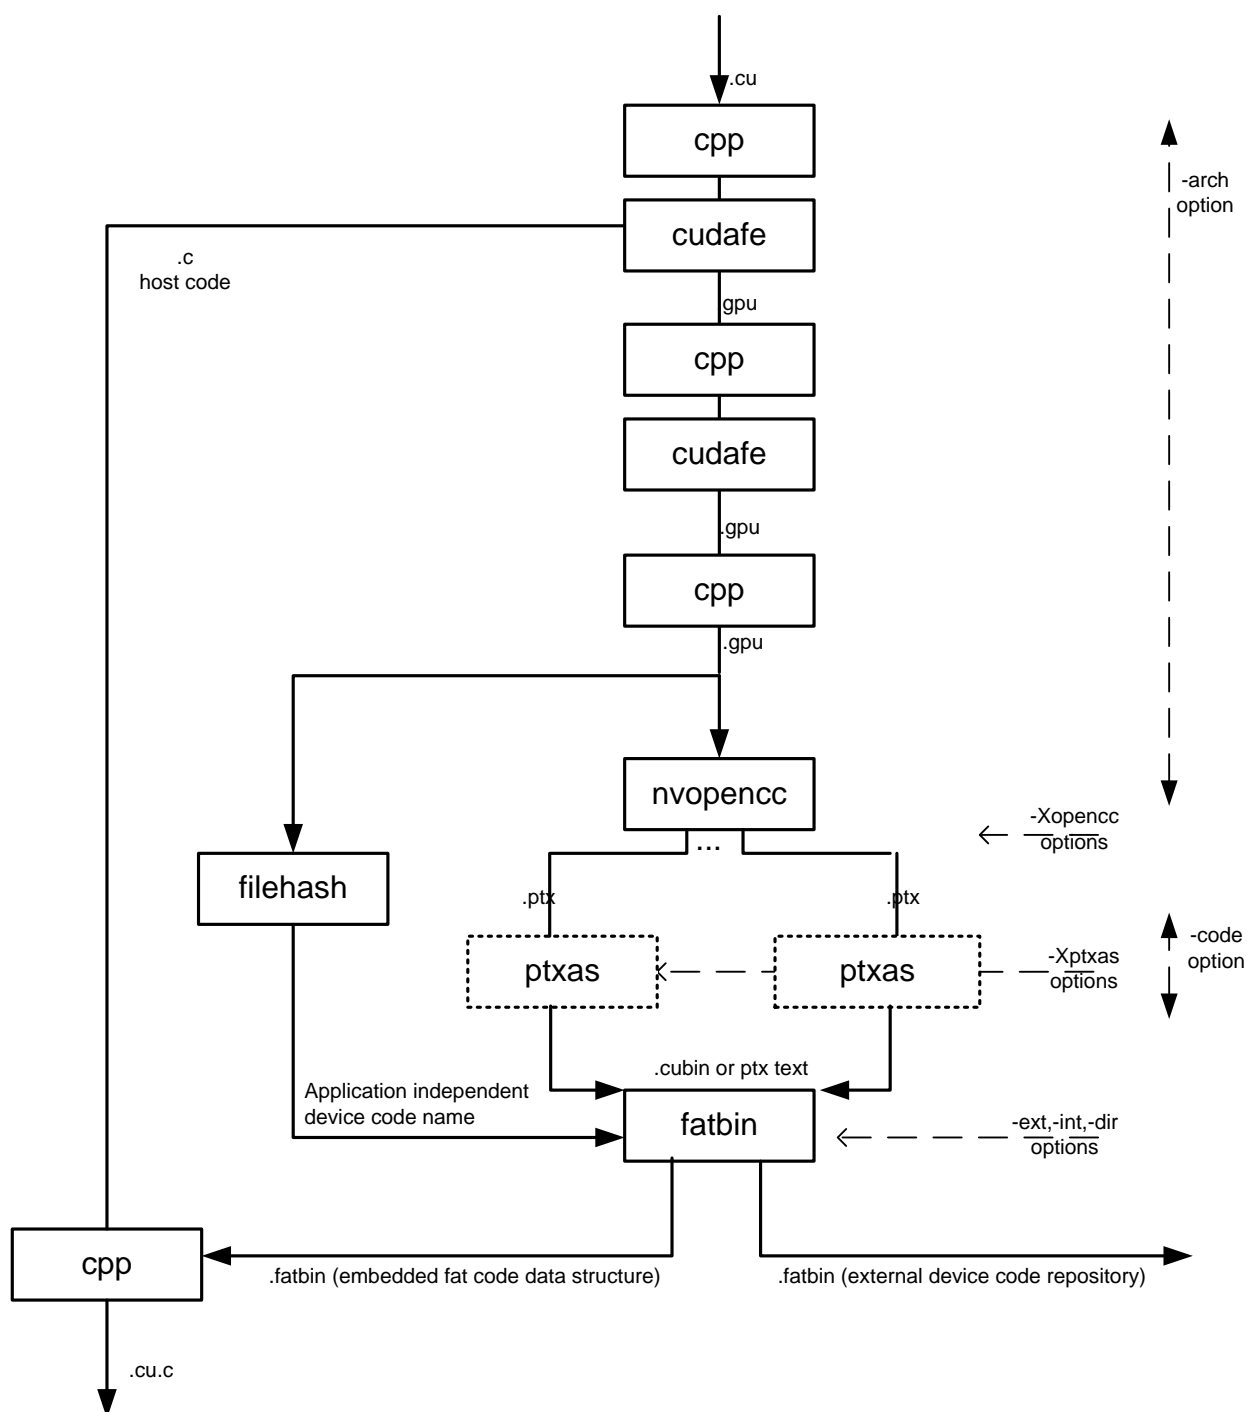 .cu
cpp
-arch
option
cudafe
.c
host code
.gpu
cpp
cudafe
.gpu
cpp
.gpu
nvopencc
...
-Xopencc
options
filehash
.ptx
.ptx
ptxas
ptxas
-Xptxas
options
-code
option
.cubin or ptx text
Application independent
device code name
fatbin
-ext,-int,-dir
options
cpp
.fatbin (embedded fat code data structure)
.fatbin (external device code repository)
.cu.c